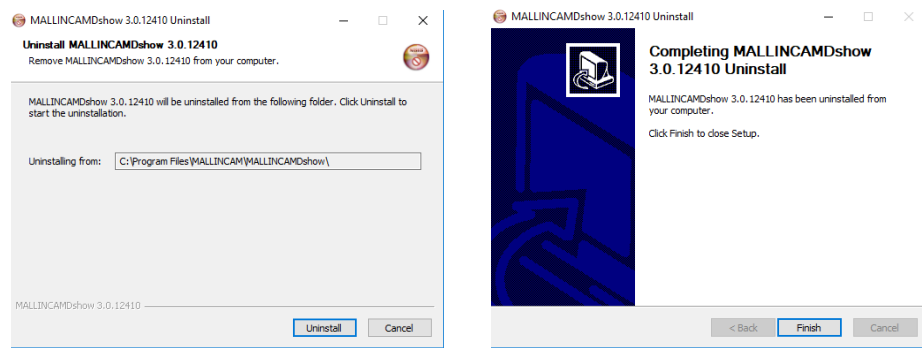 MALLINCAMDshow 3.0.12410 Uninstall
Uninstall MALLINCAMDshow 3.0.12410
Remove MALLINCAMDshow 3.0.12410 from your computer.
MALLINCAMDshow 3.0.12410 will be uninstalled from the following folder. Click Uninstall to
start the uninstallation.
Uninstalling from:
C:\Program Files\MALLINCAM\MALLINCAMDshow\
MALLINCAMDshow 3.0.12410
Uninstall
Cancel
MALLINCAMDshow 3.0.12410 Uninstall
Completing MALLINCAMDshow
3.0.12410 Uninstall
MALLINCAMDshow 3.0.12410 has been uninstalled from
your computer.
Click Finish to close Setup.
< Back
Finish
Cancel